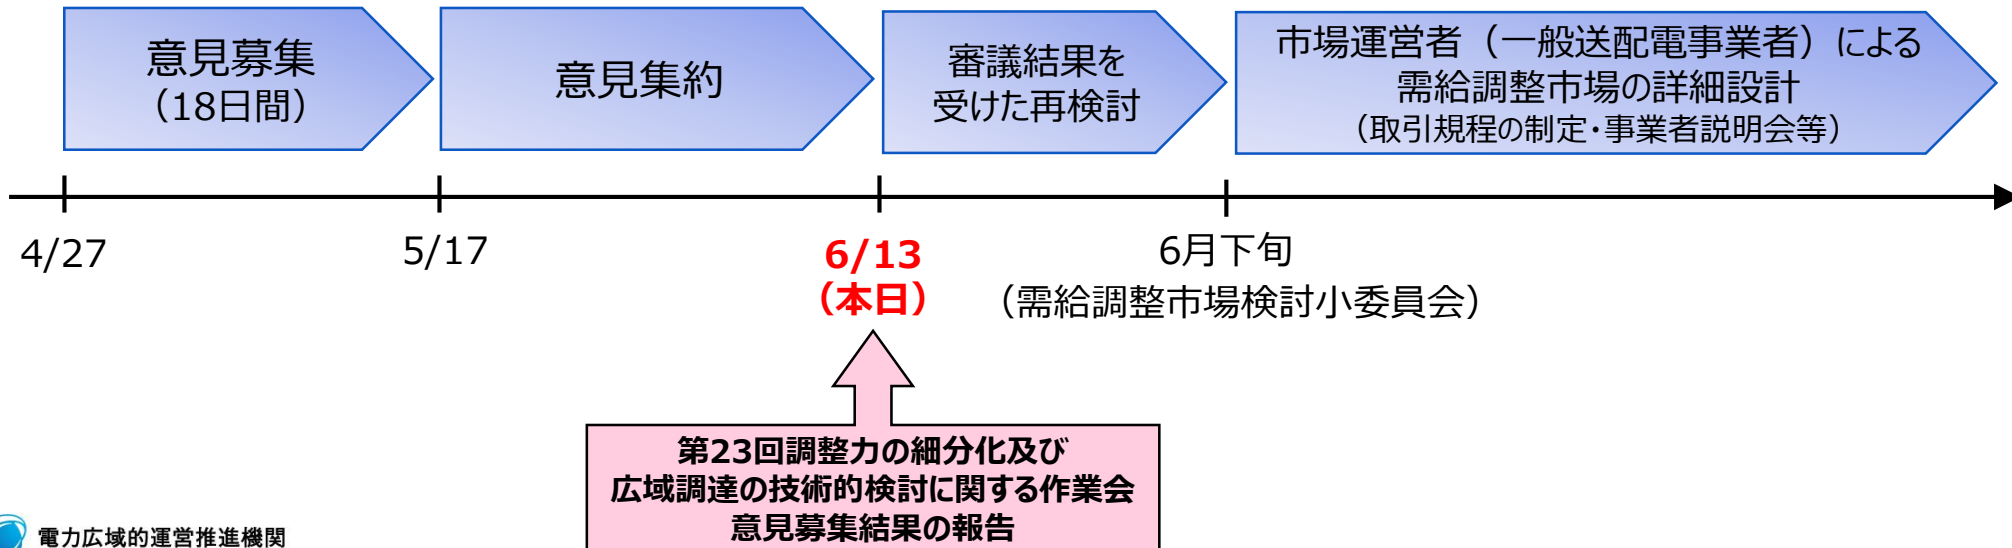 意見募集
（18日間）
意見集約
審議結果を
受けた再検討
市場運営者（一般送配電事業者）による
需給調整市場の詳細設計
（取引規程の制定・事業者説明会等）
4/27
5/17
6/13
（本日）
6月下旬
（需給調整市場検討小委員会）
第23回調整力の細分化及び
広域調達の技術的検討に関する作業会
意見募集結果の報告
電力広域的運営推進機関